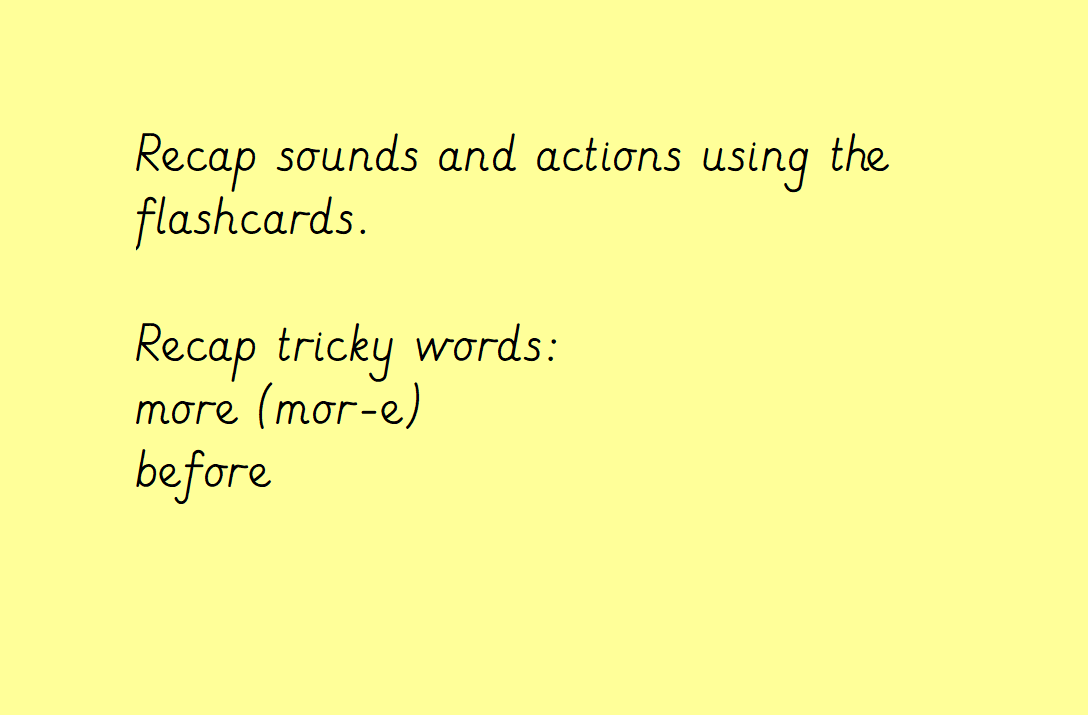 Recap sounds and actions using the
flashcards.
Recap tricky words:
more (mor-e)
before